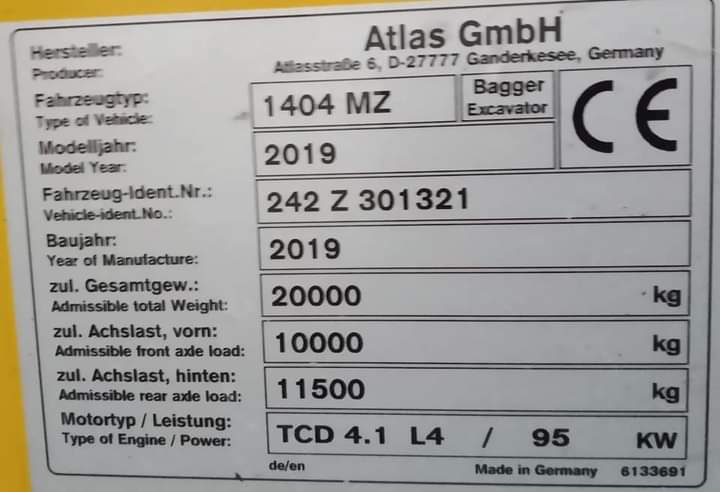 Hersteller: Atlas GmbH
Producer: Atlasstraße 6, D-27777 Ganderkesee, Germany
Fahrzeugtyp: 1404 MZ Bagger
Type of Vehicle: Excavator
CE
Modelljahr: 2019
Model Year:
Fahrzeug-Ident.Nr.: 242 Z 301321
Vehicle-ident.No.:
Baujahr: 2019
Year of Manufacture:
zul. Gesamtgew.: 20000 kg
Admissible total Weight:
zul. Achslast, vorn: 10000 kg
Admissible front axle load:
zul. Achslast, hinten: 11500 kg
Admissible rear axle load:
Motortyp / Leistung: TCD 4.1 L4 / 95 KW
Type of Engine / Power:
de/en Made in Germany 6133691